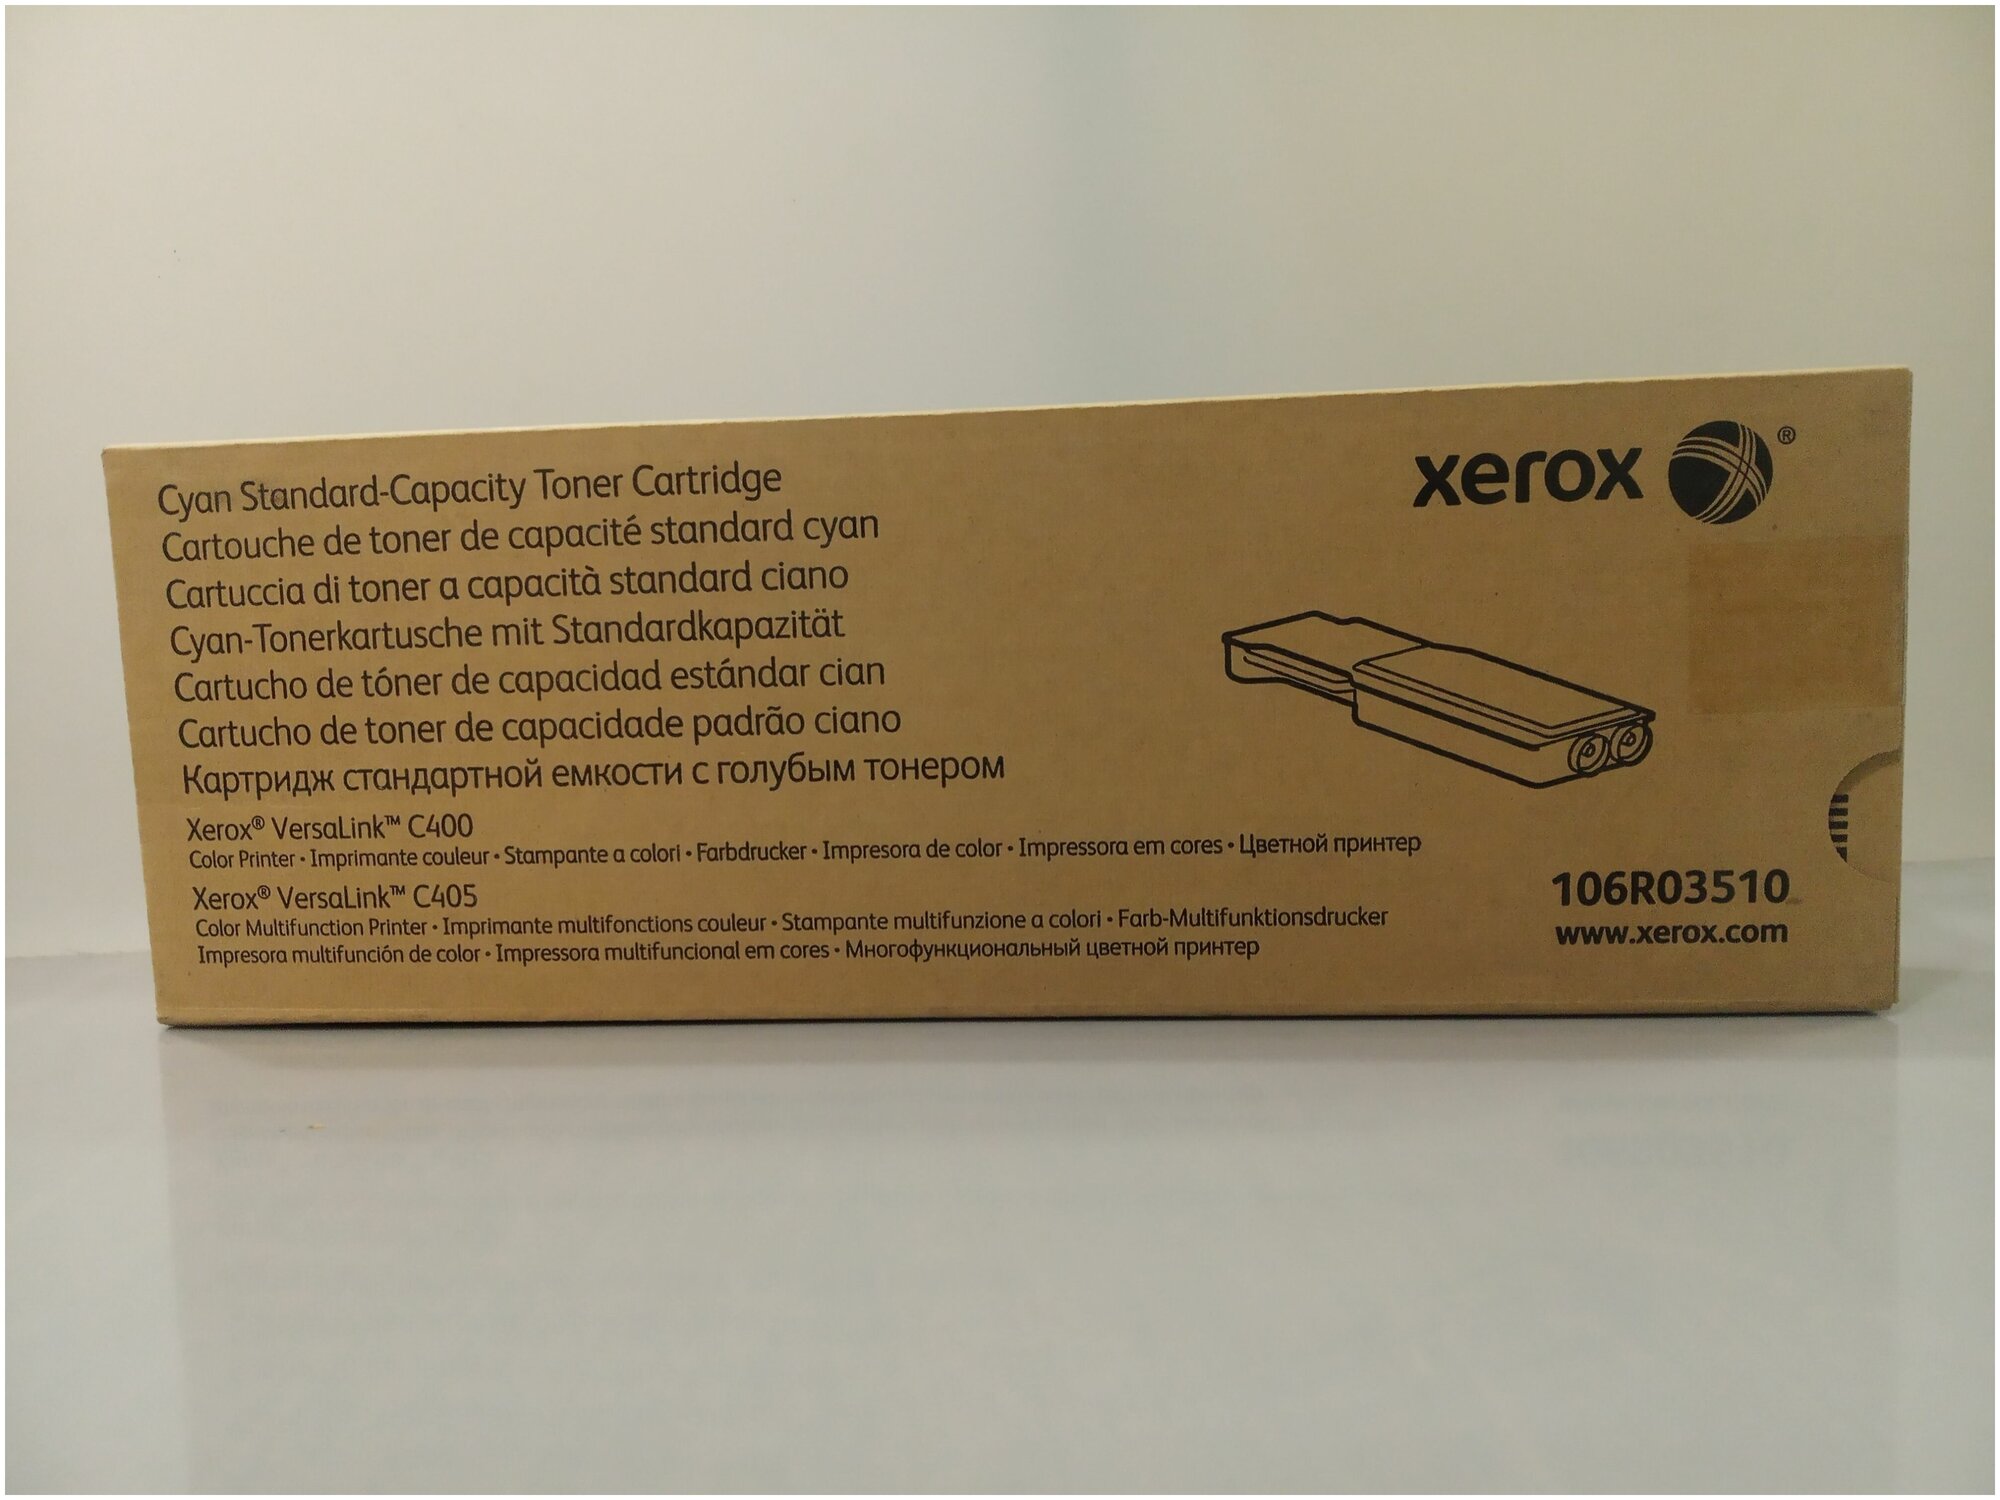 xerox ®
Cyan Standard-Capacity Toner Cartridge
Cartouche de toner de capacité standard cyan
Cartuccia di toner a capacità standard ciano
Cyan-Tonerkartusche mit Standardkapazität
Cartucho de tóner de capacidad estándar cian
Cartucho de toner de capacidade padrão ciano
Картридж стандартной емкости с голубым тонером
Xerox® VersaLink™ C400
Color Printer • Imprimante couleur • Stampante a colori • Farbdrucker • Impresora de color • Impressora em cores • Цветной принтер
Xerox® VersaLink™ C405
Color Multifunction Printer • Imprimante multifonctions couleur • Stampante multifunzione a colori • Farb-Multifunktionsdrucker
Impresora multifunción de color • Impressora multifuncional em cores • Многофункциональный цветной принтер
106R03510
www.xerox.com